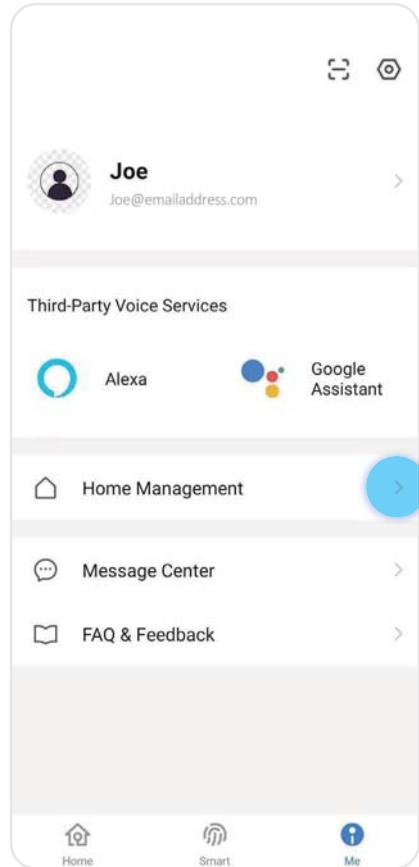 Joe
Joe@emailaddress.com
Third-Party Voice Services
Alexa
Google
Assistant
Home Management
Message Center
FAQ & Feedback
Home
Smart
Me